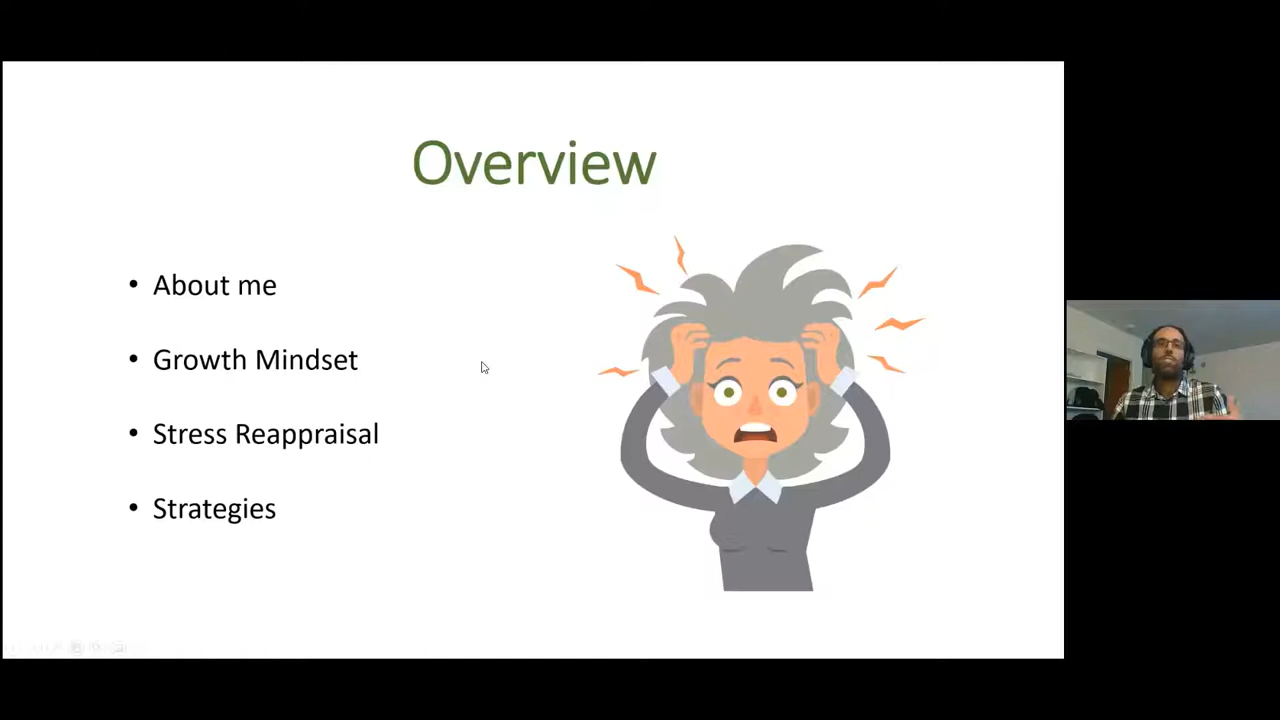 Overview
• About me
• Growth Mindset
• Stress Reappraisal
• Strategies